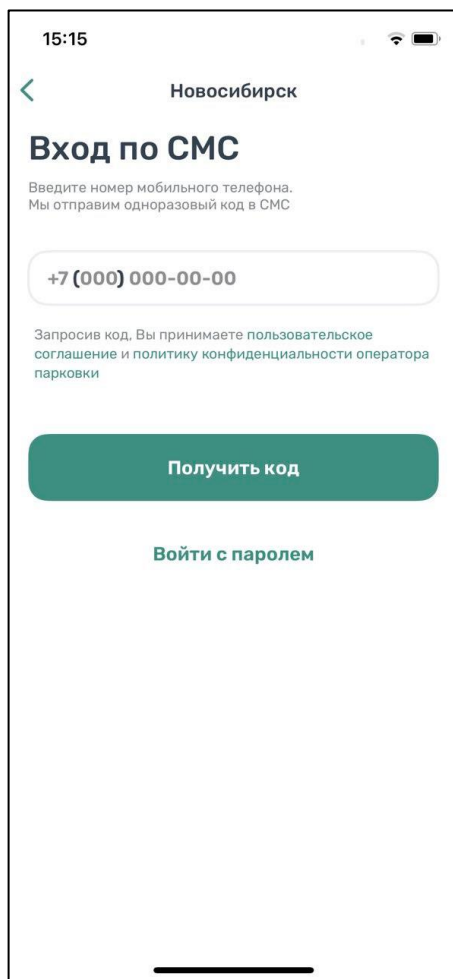 15:15
Новосибирск
Вход по СМС
Введите номер мобильного телефона.
Мы отправим одноразовый код в СМС
+7 (000) 000-00-00
Запросив код, Вы принимаете пользовательское
соглашение и политику конфиденциальности оператора
парковки
Получить код
Войти с паролем